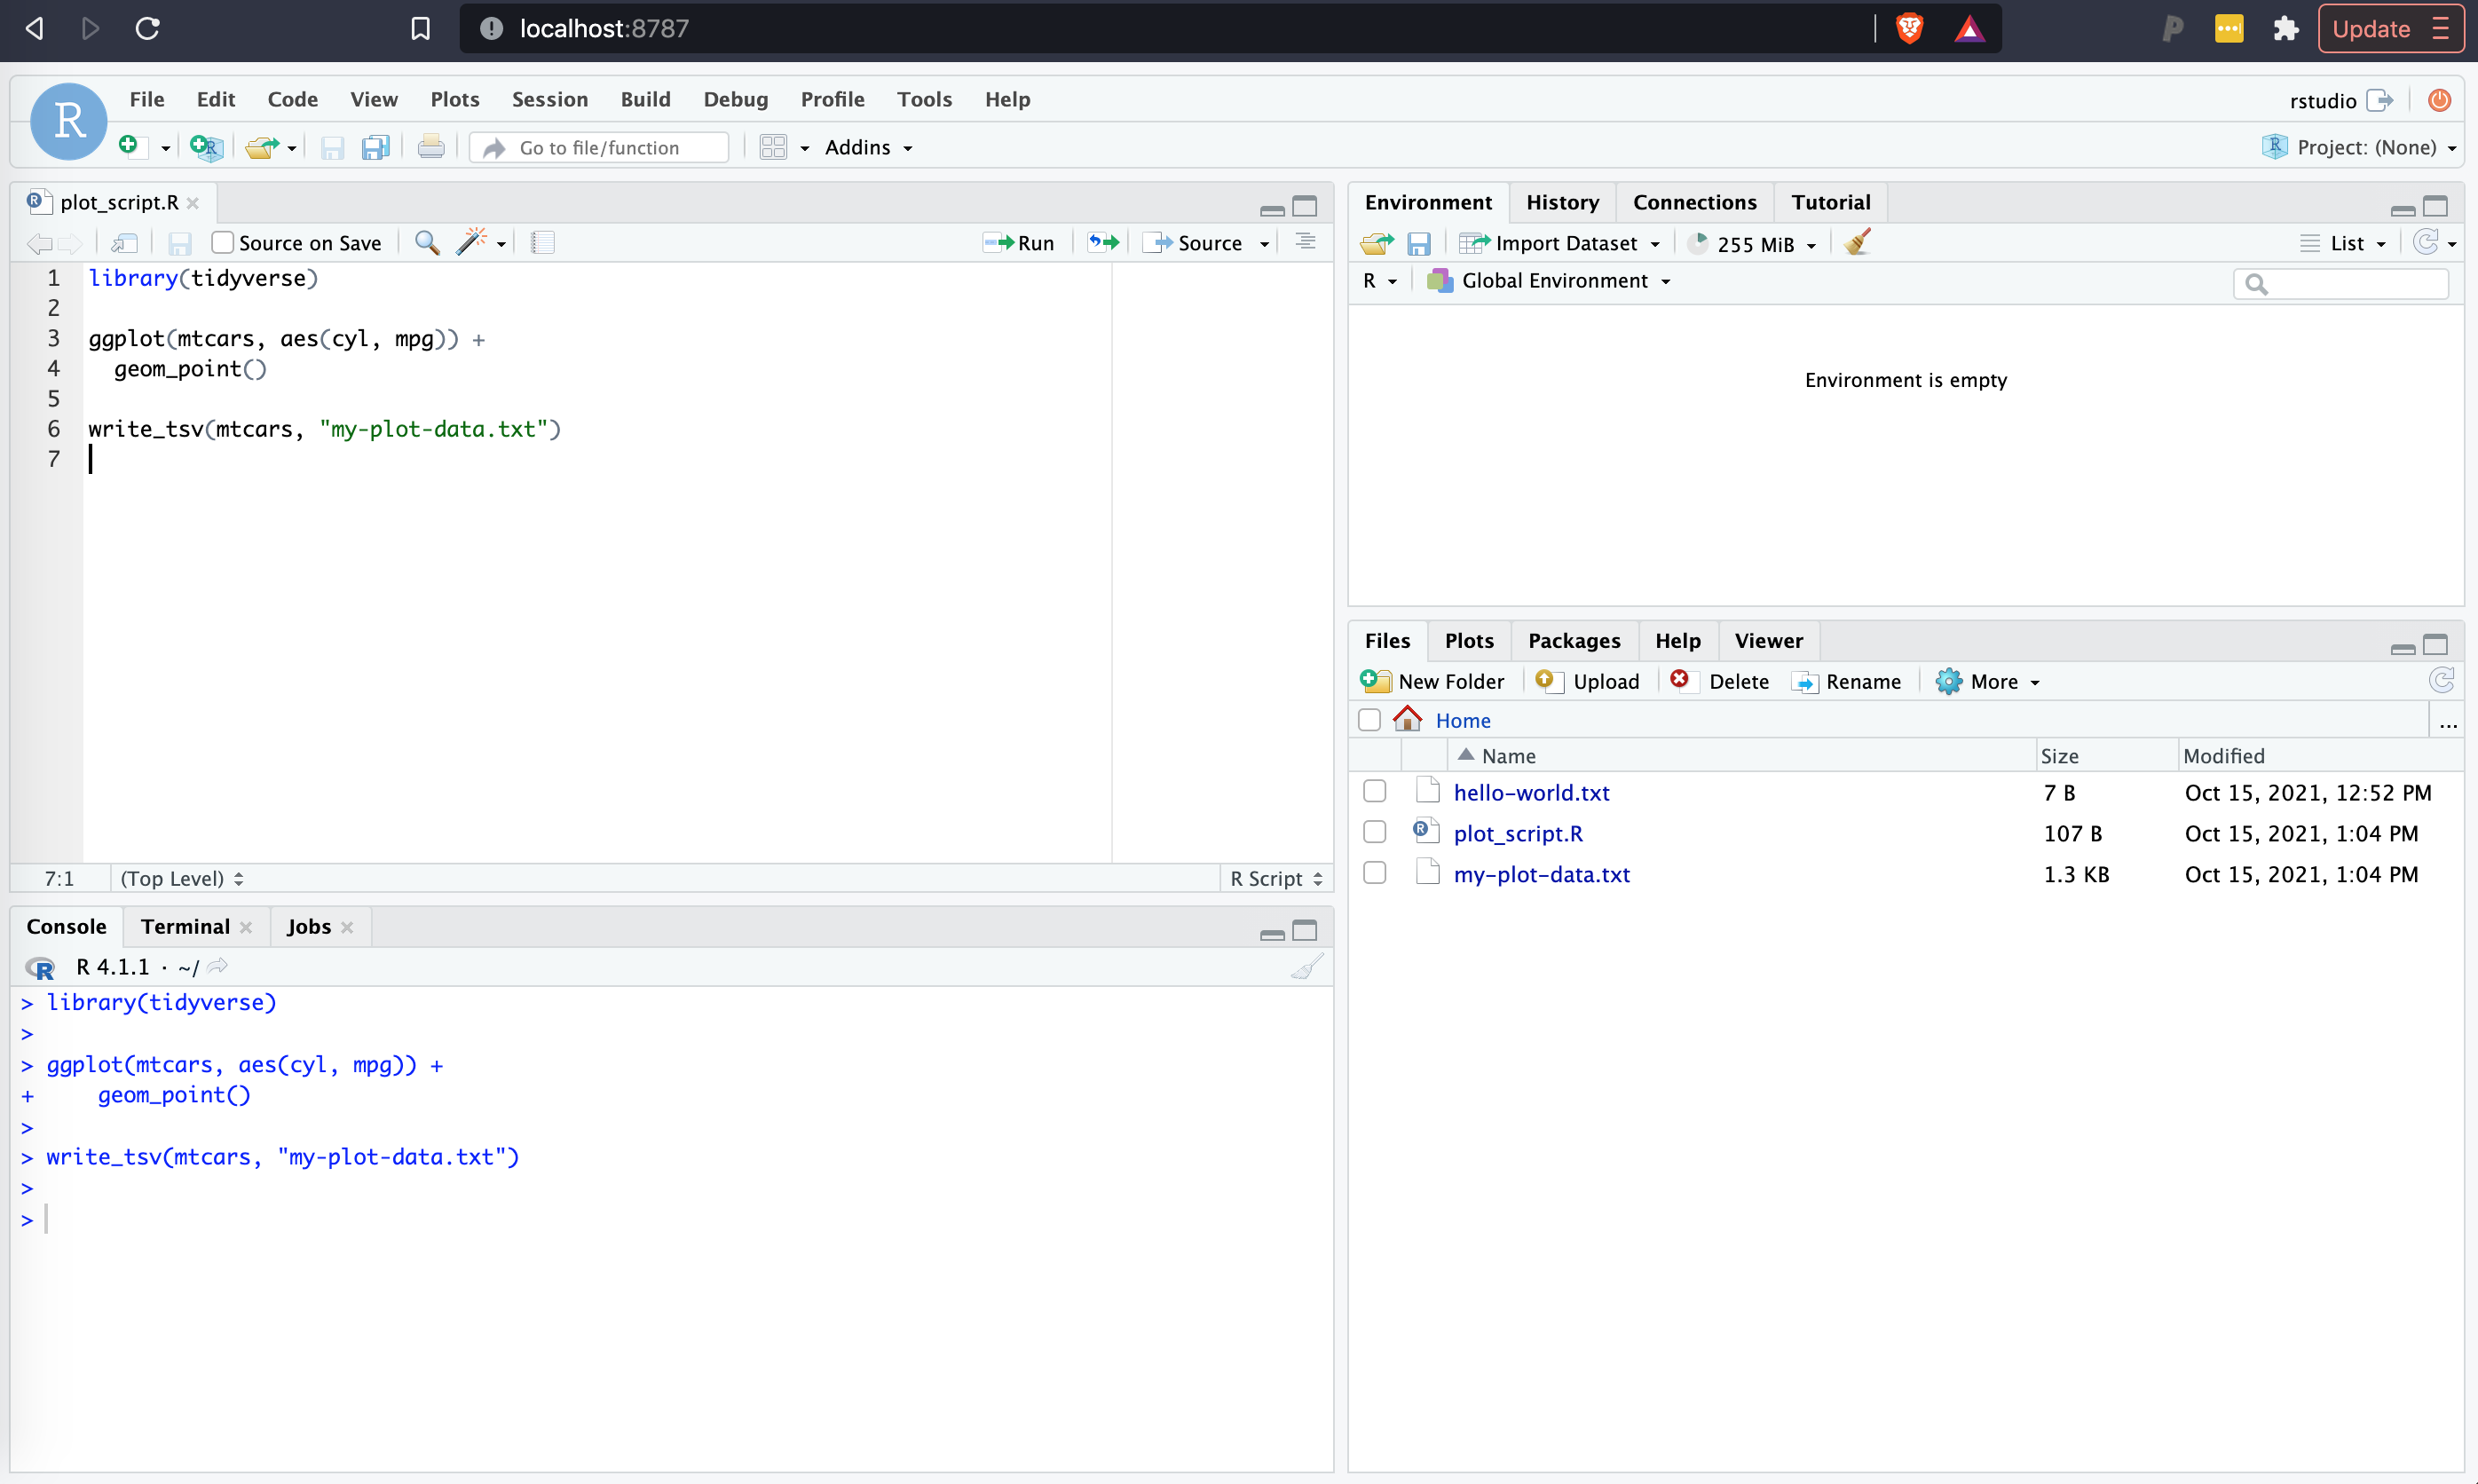 localhost:8787
Update
R
File Edit Code View Plots Session Build Debug Profile Tools Help
rstudio
Go to file/function
Addins
Project: (None)
plot_script.R
Source on Save
Run
Source
1 library(tidyverse)
2
3 ggplot(mtcars, aes(cyl, mpg)) +
4 geom_point()
5
6 write_tsv(mtcars, "my-plot-data.txt")
7
7:1 (Top Level) R Script
Console Terminal Jobs
R 4.1.1 · ~/
> library(tidyverse)
>
> ggplot(mtcars, aes(cyl, mpg)) +
+ geom_point()
>
> write_tsv(mtcars, "my-plot-data.txt")
>
>
Environment History Connections Tutorial
Import Dataset 255 MiB List
R Global Environment
Environment is empty
Files Plots Packages Help Viewer
New Folder Upload Delete Rename More
Home ...
Name Size Modified
hello-world.txt 7 B Oct 15, 2021, 12:52 PM
plot_script.R 107 B Oct 15, 2021, 1:04 PM
my-plot-data.txt 1.3 KB Oct 15, 2021, 1:04 PM